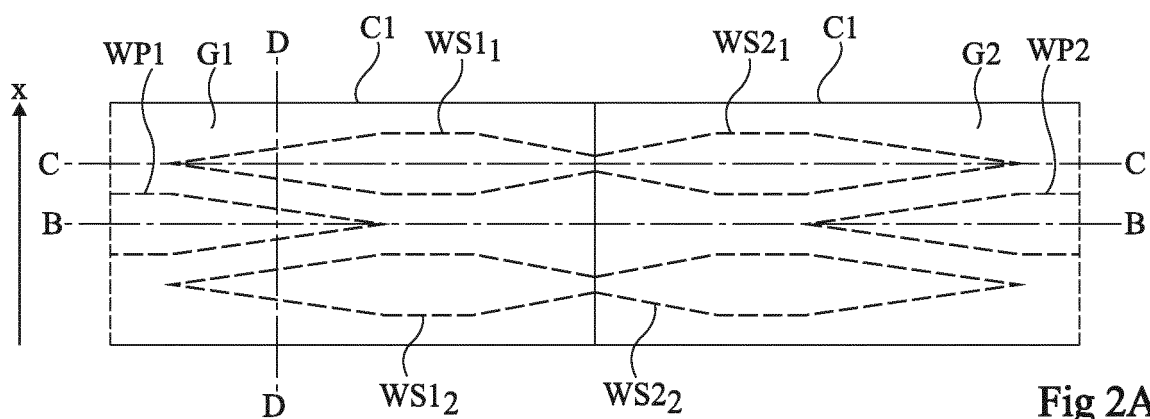 D C1 WS1₁ WS2₁ C1
WP1 G1 G2 WP2
x
C C
B B
WS1₂ WS2₂
D
Fig 2A